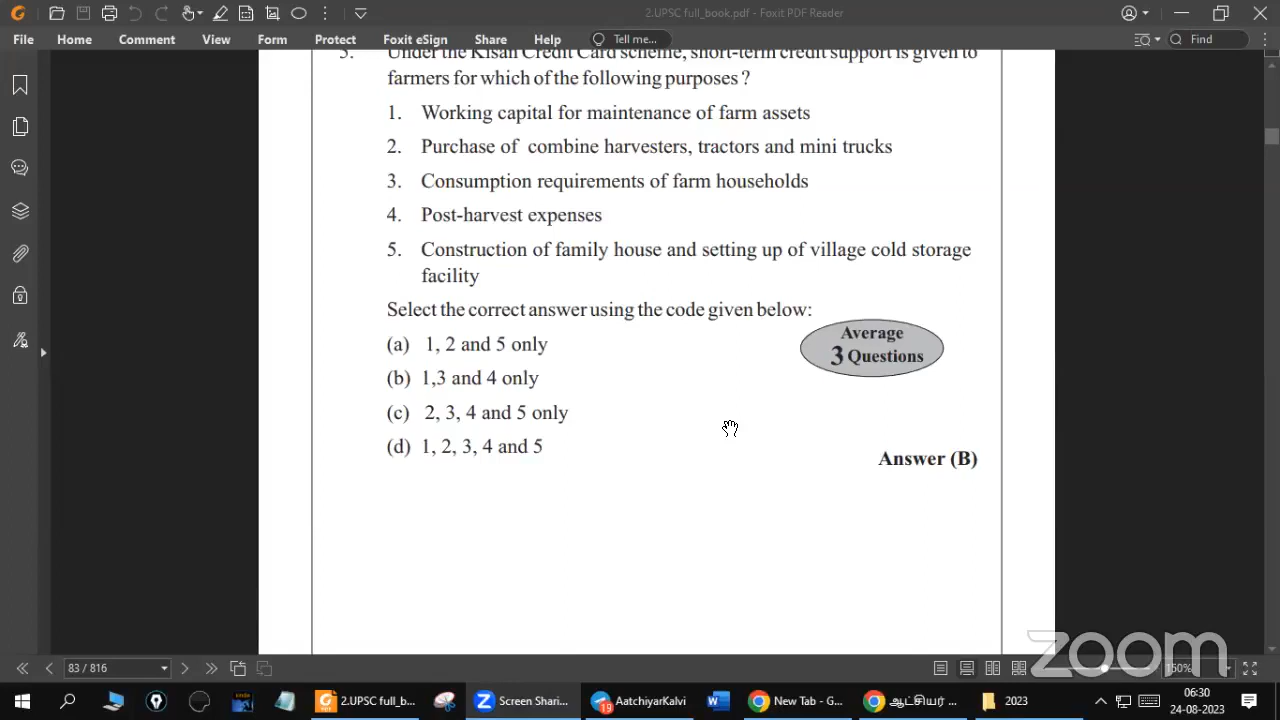 2.UPSC full_book.pdf - Foxit PDF Reader
File Home Comment View Form Protect Foxit eSign Share Help Tell me... Find
5. Under the Kisan Credit Card scheme, short-term credit support is given to
farmers for which of the following purposes ?
1. Working capital for maintenance of farm assets
2. Purchase of combine harvesters, tractors and mini trucks
3. Consumption requirements of farm households
4. Post-harvest expenses
5. Construction of family house and setting up of village cold storage
facility
Select the correct answer using the code given below:
(a) 1, 2 and 5 only
(b) 1,3 and 4 only
(c) 2, 3, 4 and 5 only
(d) 1, 2, 3, 4 and 5
Average
3 Questions
Answer (B)
zoom
83 / 816
150%
2.UPSC full_b...
Screen Shari...
19
AatchiyarKalvi
New Tab - G...
ஆட்சியர் ...
2023
06:30
24-08-2023